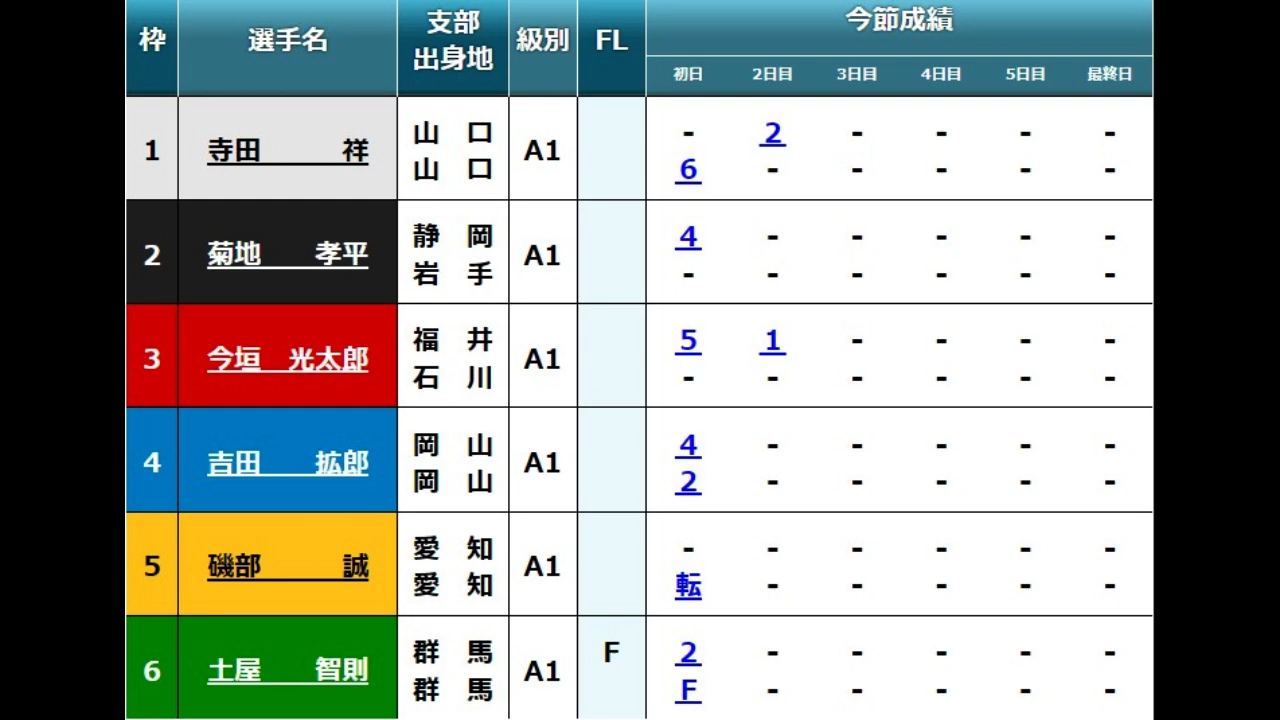 枠 選手名 支部 出身地 級別 FL 今節成績
初日 2日目 3日目 4日目 5日目 最終日
1 寺田 祥 山口 山口 A1
- 2 - - - -
6 - - - - -
2 菊地 孝平 静岡 岩手 A1
4 - - - - -
- - - - - -
3 今垣 光太郎 福井 石川 A1
5 1 - - - -
- - - - - -
4 吉田 拡郎 岡山 岡山 A1
4 - - - - -
2 - - - - -
5 磯部 誠 愛知 愛知 A1
- - - - - -
転 - - - - -
6 土屋 智則 群馬 群馬 A1 F
2 - - - - -
F - - - - -